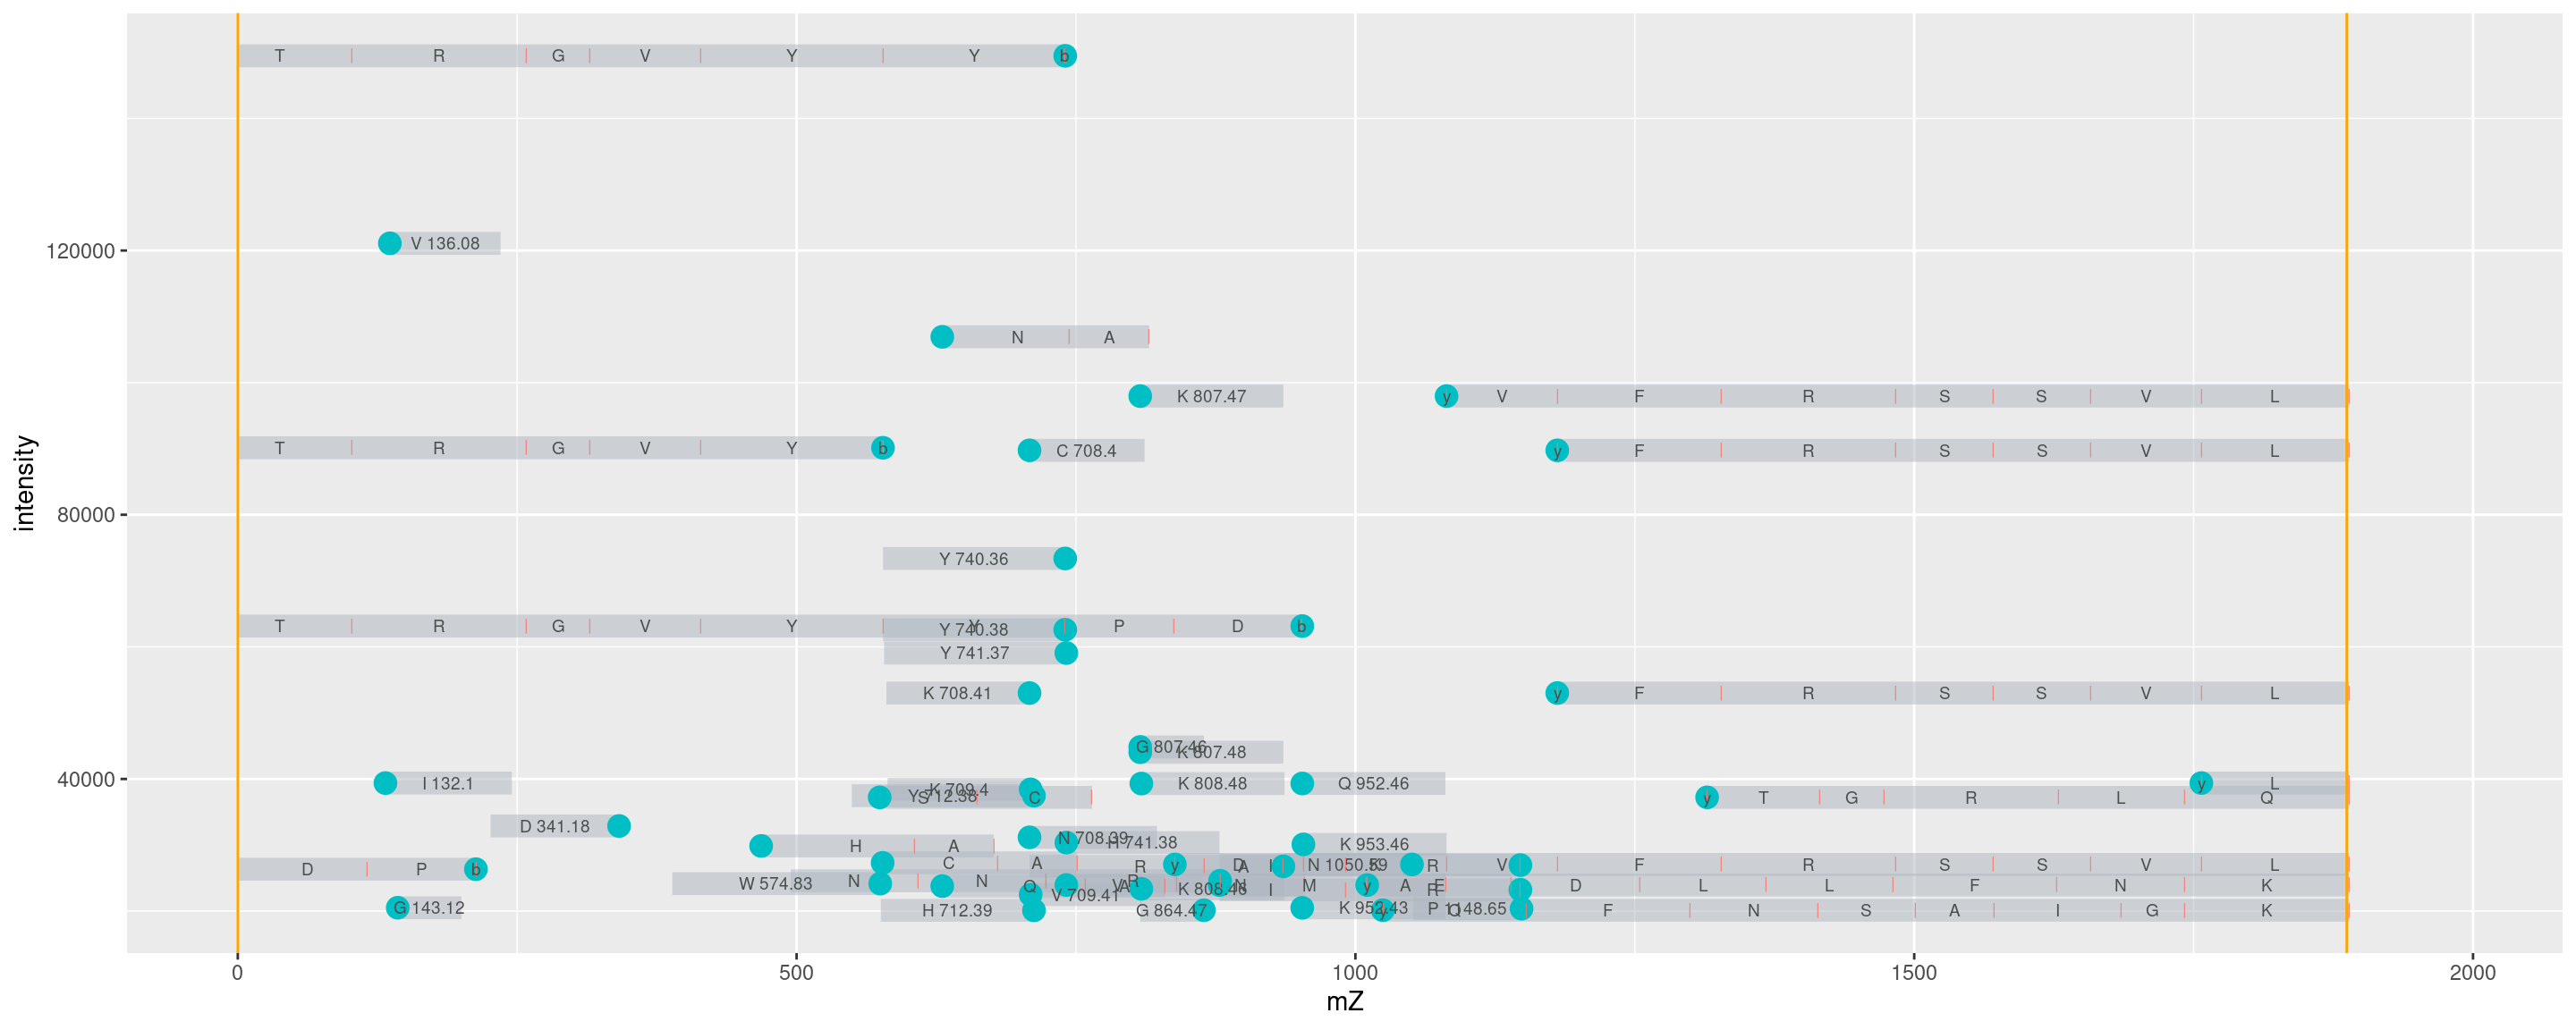 T R G V Y Y b
V 136.08
120000
N A
K 807.47
y V F R S S V L
T R G V Y b
C 708.4
y F R S S V L
80000
Y 740.36
T R G V Y Y P D b
Y 740.38
Y 741.37
K 708.41
y F R S S V L
G 807.46
K 807.48
40000
I 132.1
K 808.48
Q 952.46
y L
K 709.4
Y 712.38
S C
y T G R L Q
D 341.18
N 708.39
H 741.38
H A
K 953.46
D P b
C A
R y
D
A I
N 1050.59
K
R
V F R S S V L
W 574.83
N N
Q
V A R
N I
M y A E D L L F N K
V 709.41
K 808.46
R
G 143.12
H 712.39
G 864.47
K 952.43
P 1148.65
y Q F N S A I G K
0 500 1000 1500 2000
mZ
intensity